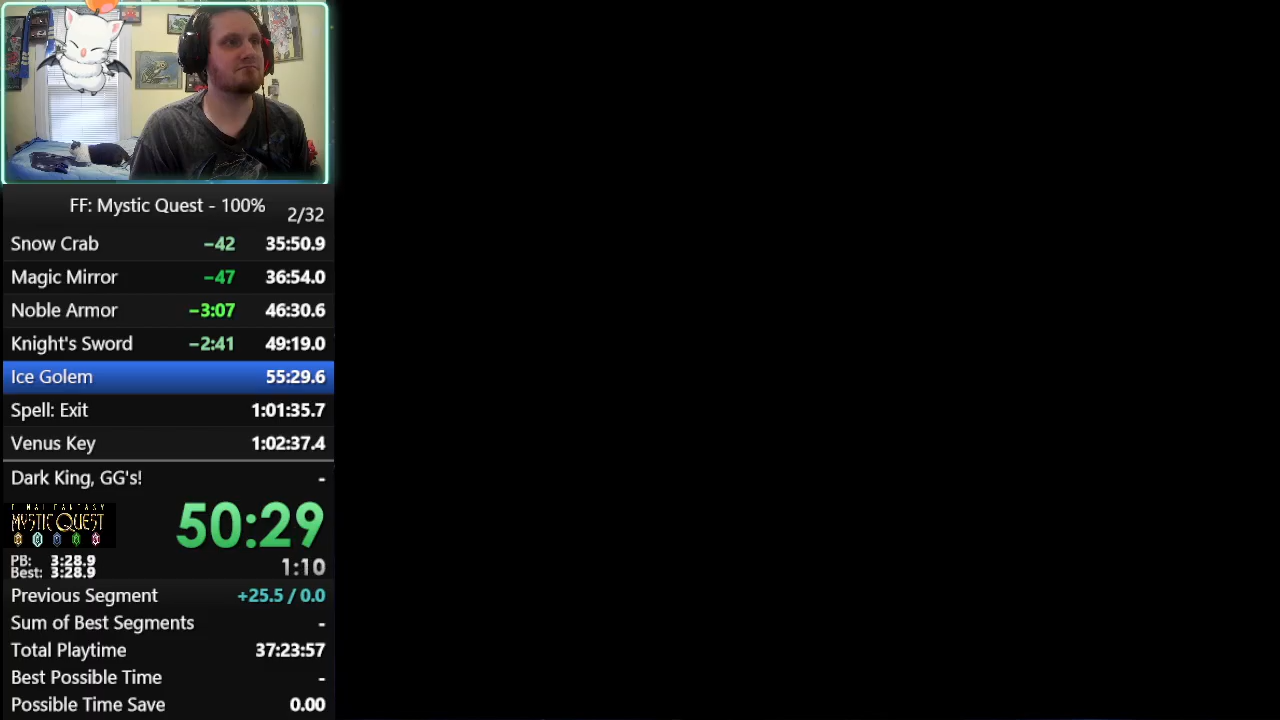 FF: Mystic Quest - 100%
2/32
Snow Crab −42 35:50.9
Magic Mirror −47 36:54.0
Noble Armor −3:07 46:30.6
Knight's Sword −2:41 49:19.0
Ice Golem 55:29.6
Spell: Exit 1:01:35.7
Venus Key 1:02:37.4
Dark King, GG's! -
FINAL FANTASY
MYSTIC QUEST
50:29
PB: 3:28.9
Best: 3:28.9
1:10
Previous Segment +25.5 / 0.0
Sum of Best Segments -
Total Playtime 37:23:57
Best Possible Time -
Possible Time Save 0.00